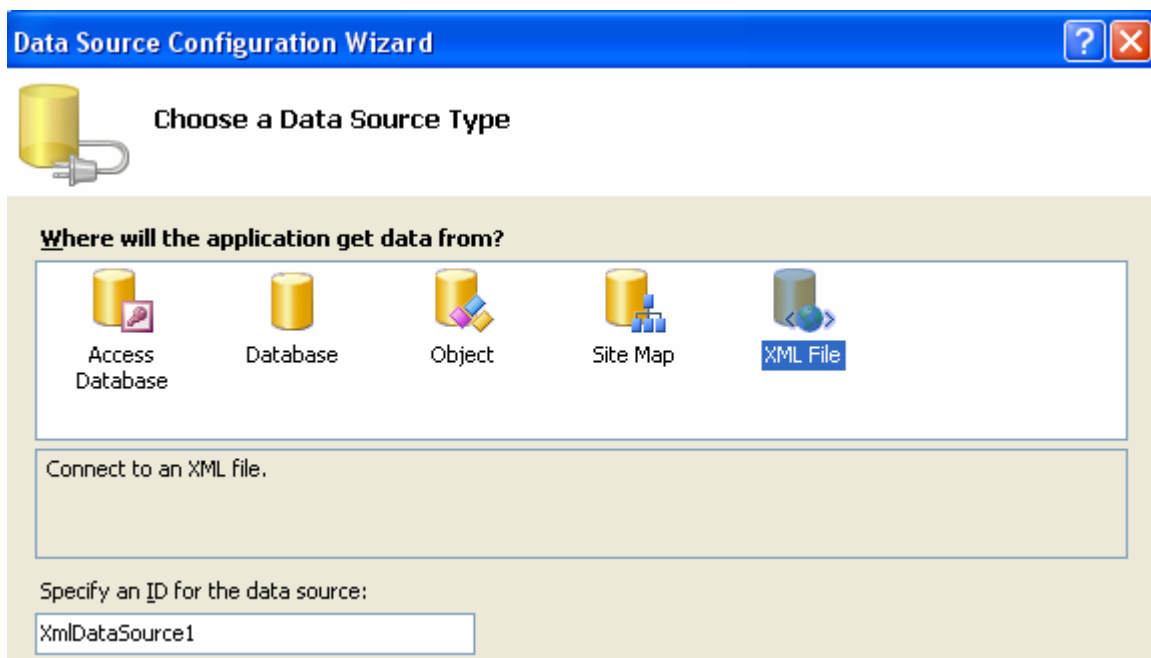 Data Source Configuration Wizard
Choose a Data Source Type
Where will the application get data from?
Access Database
Database
Object
Site Map
XML File
Connect to an XML file.
Specify an ID for the data source:
XmlDataSource1